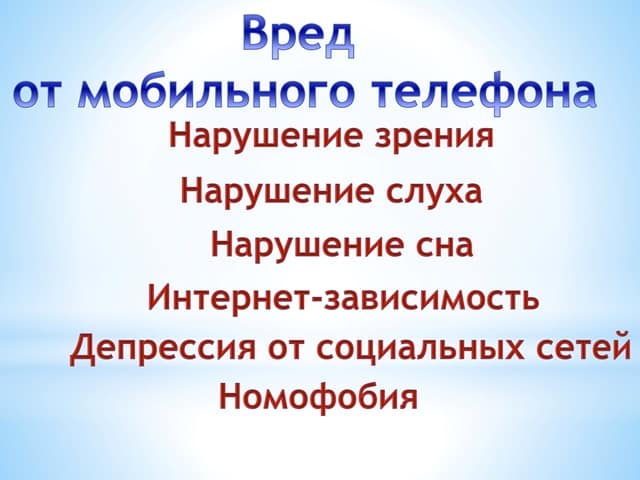 Вред
от мобильного телефона
Нарушение зрения
Нарушение слуха
Нарушение сна
Интернет-зависимость
Депрессия от социальных сетей
Номофобия